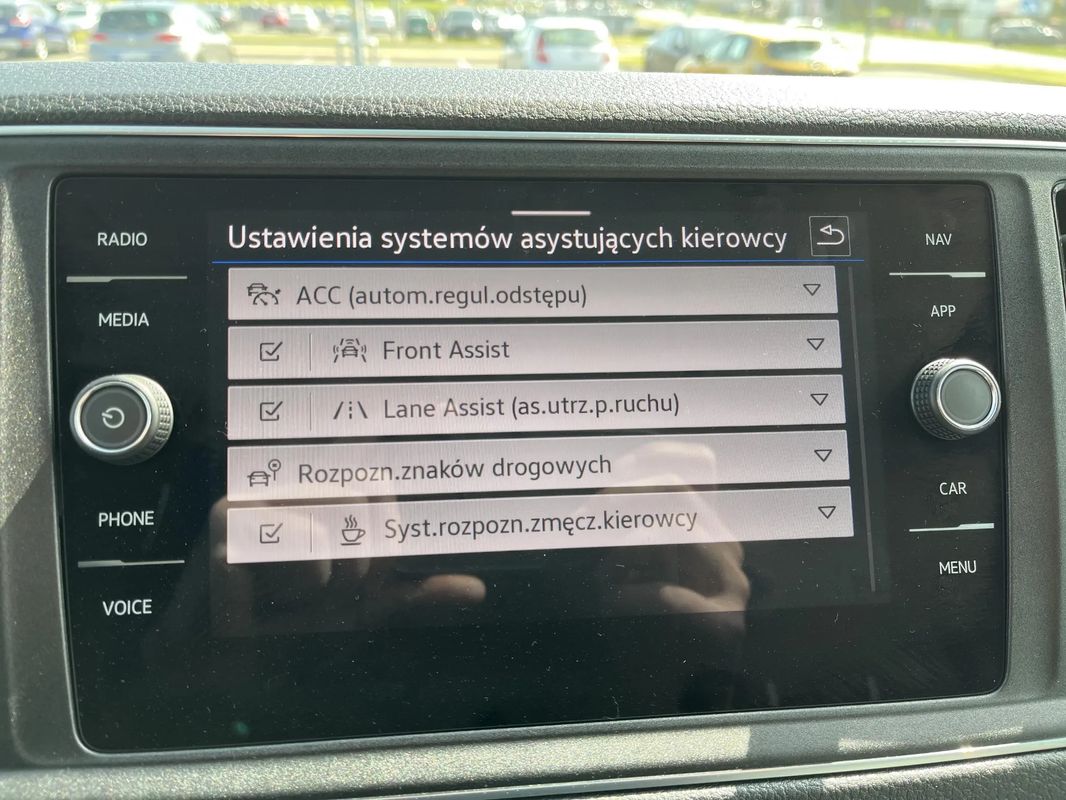 RADIO
MEDIA
PHONE
VOICE
Ustawienia systemów asystujących kierowcy
ACC (autom.regul.odstępu)
Front Assist
Lane Assist (as.utrz.p.ruchu)
Rozpozn.znaków drogowych
Syst.rozpozn.zmęcz.kierowcy
NAV
APP
CAR
MENU